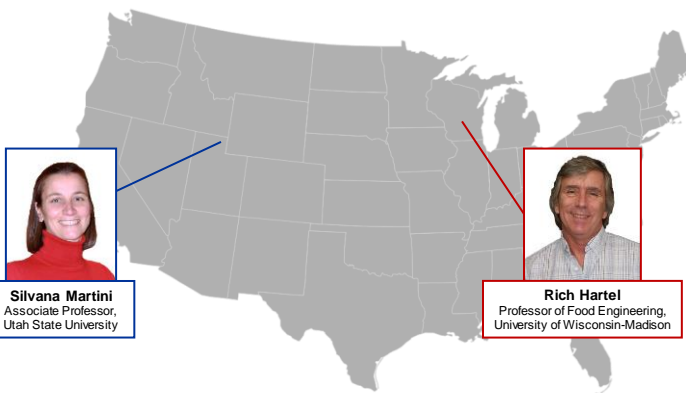 Silvana Martini
Associate Professor,
Utah State University
Rich Hartel
Professor of Food Engineering,
University of Wisconsin-Madison